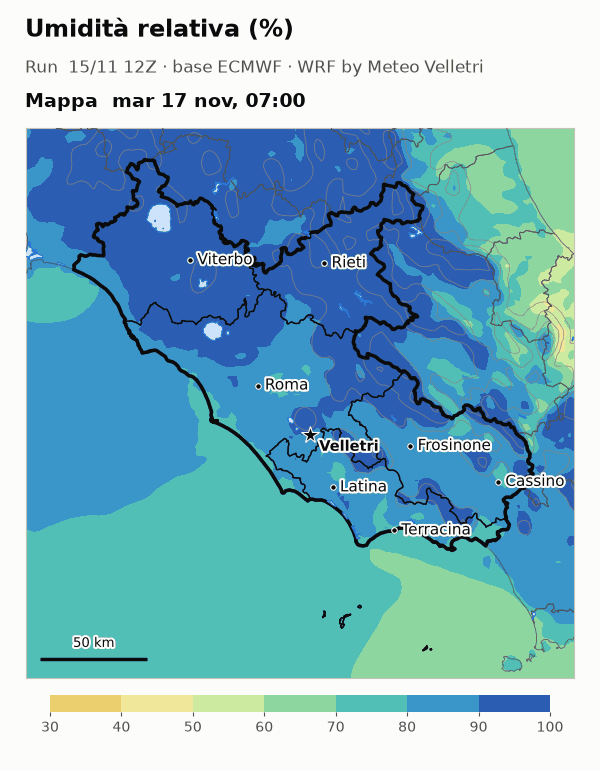 Umidità relativa (%)
Run 15/11 12Z · base ECMWF · WRF by Meteo Velletri
Mappa mar 17 nov, 07:00
Viterbo
Rieti
Roma
Velletri
Frosinone
Latina
Cassino
Terracina
50 km
30 40 50 60 70 80 90 100